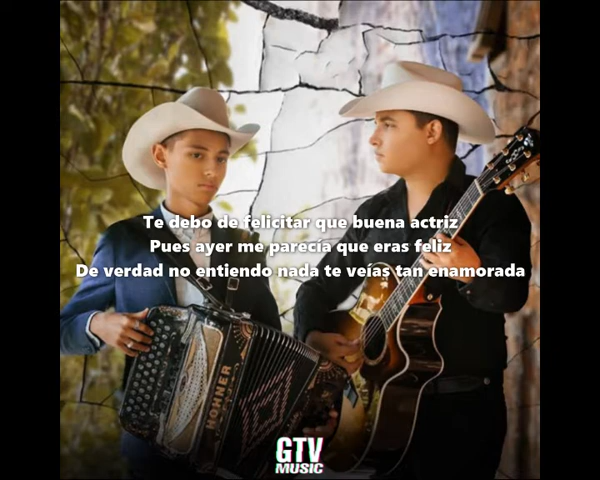 Te debo de felicitar que buena actriz
Pues ayer me parecía que eras feliz
De verdad no entiendo nada te veías tan enamorada
HOHNER
GTV
MUSIC